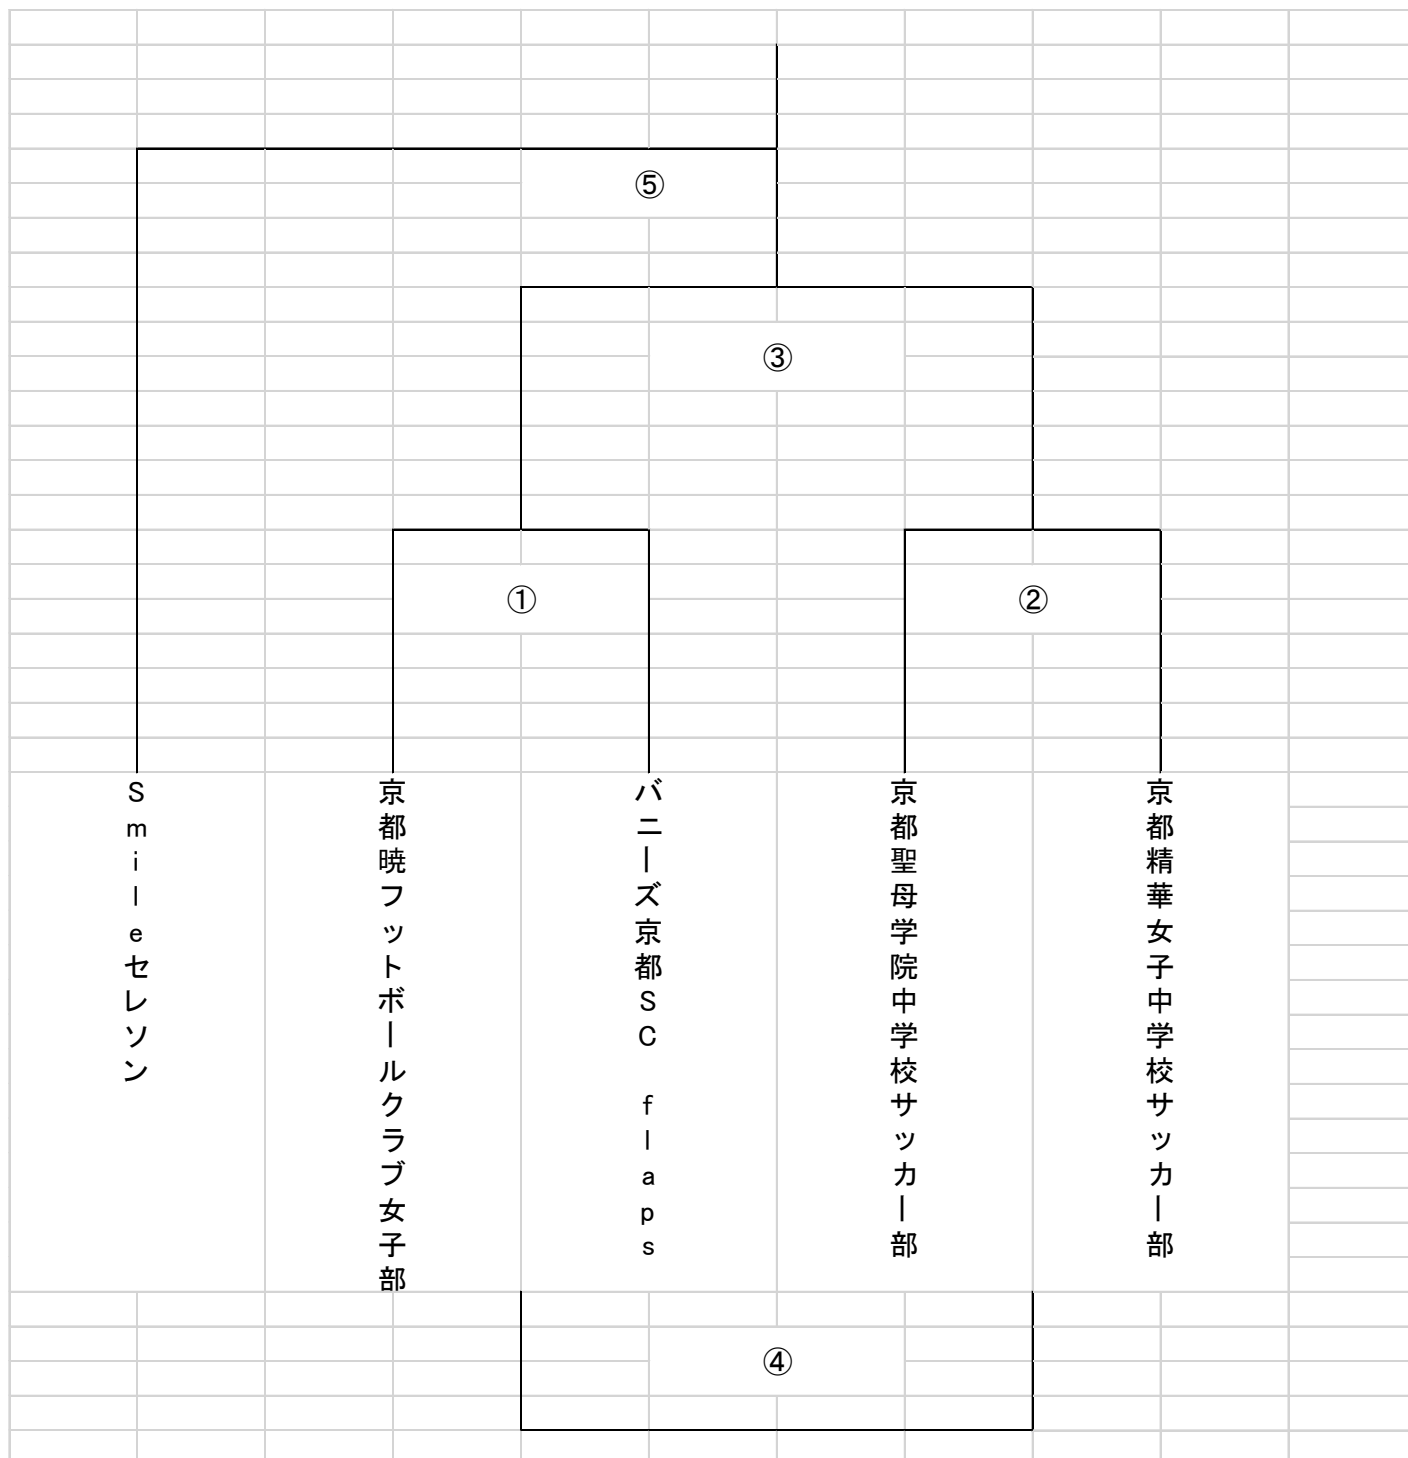 ⑤
③
①
②
Smileセレソン
京都暁フットボールクラブ女子部
バニーズ京都SC flaps
京都聖母学院中学校サッカー部
京都精華女子中学校サッカー部
④